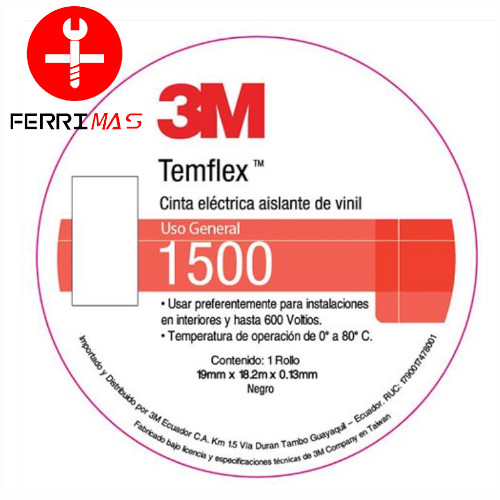 FERRIMAS
3M
Temflex™
Cinta eléctrica aislante de vinil
Uso General
1500
• Usar preferentemente para instalaciones
en interiores y hasta 600 Voltios.
• Temperatura de operación de 0° a 80° C.
Contenido: 1 Rollo
19mm x 18.2m x 0.13mm
Negro
Importado y Distribuido por 3M Ecuador C.A. Km 1.5 Vía Duran Tambo Guayaquil – Ecuador. RUC: 1790017478001
Fabricado bajo licencia y especificaciones técnicas de 3M Company en Taiwan